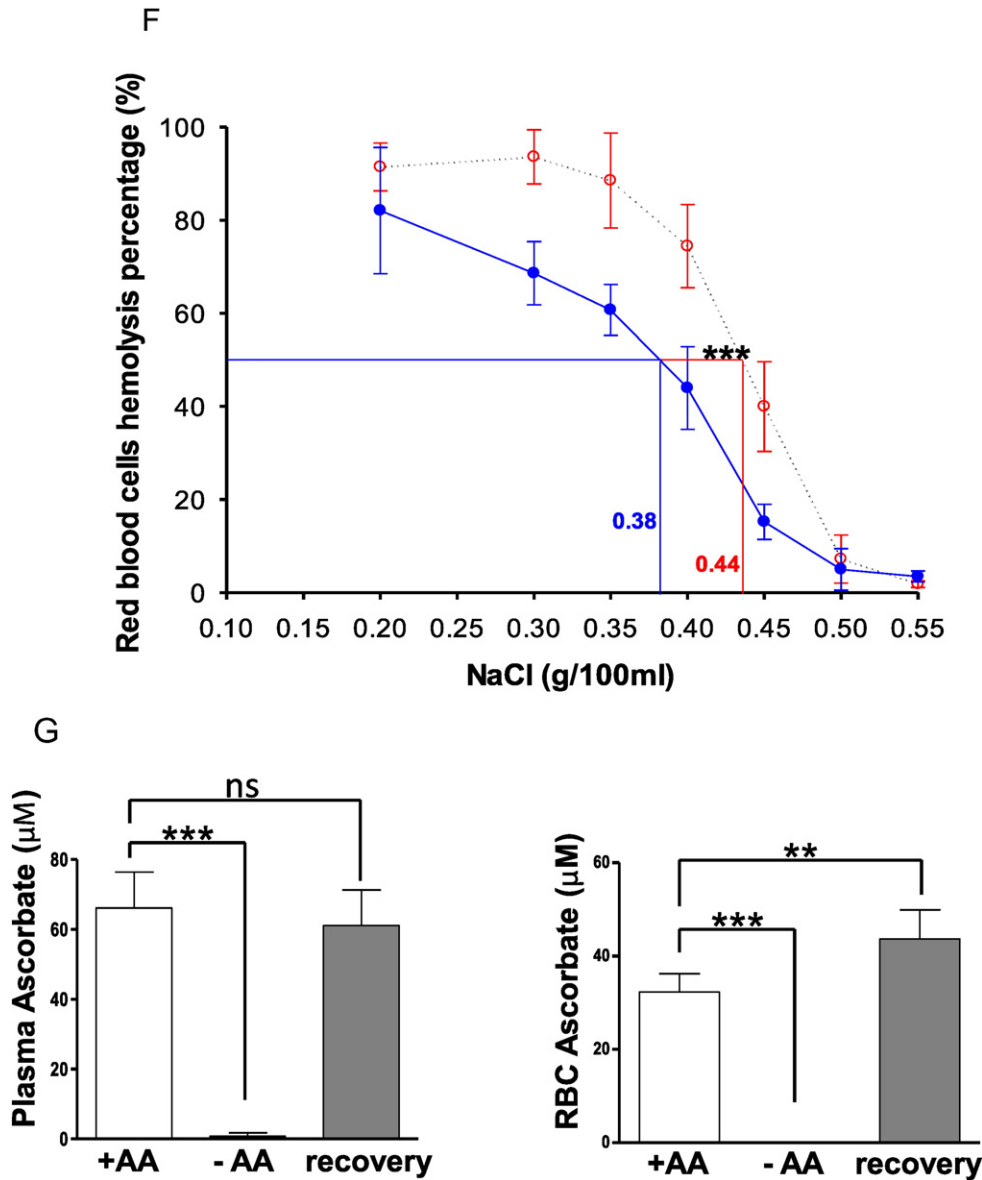 F
Red blood cells hemolysis percentage (%)
100
80
60
40
20
0
***
0.38
0.44
0.10 0.15 0.20 0.25 0.30 0.35 0.40 0.45 0.50 0.55
NaCl (g/100ml)
G
ns
***
Plasma Ascorbate (μM)
80
60
40
20
0
+AA - AA recovery
**
***
RBC Ascorbate (μM)
60
40
20
0
+AA - AA recovery